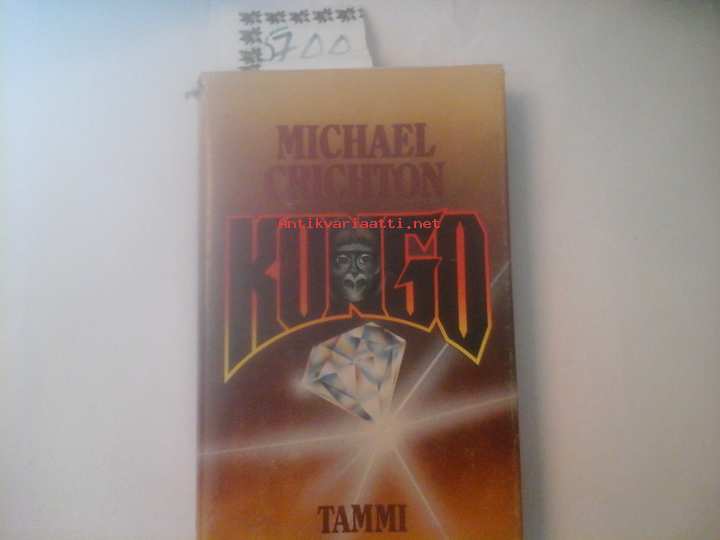 5700
MICHAEL
CRICHTON
Antikvariaatti.net
KONGO
TAMMI